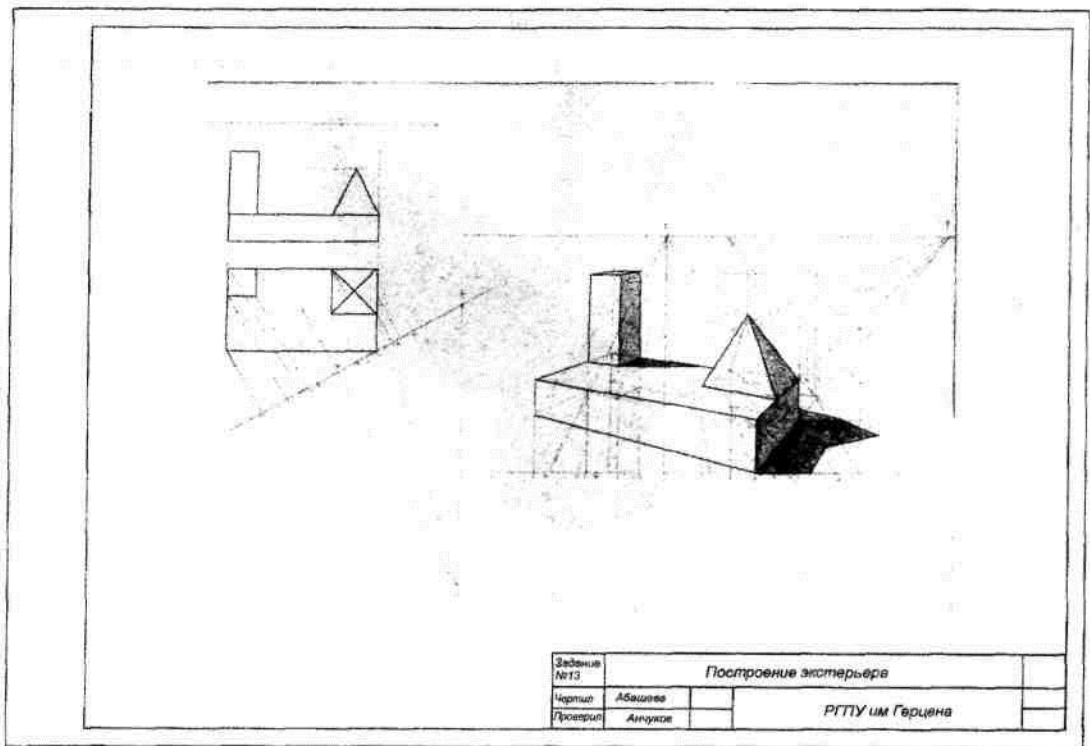 Задание
№13
Построение экстерьера
Чертил
Абашева
Проверил
Анчуков
РГПУ им Герцена